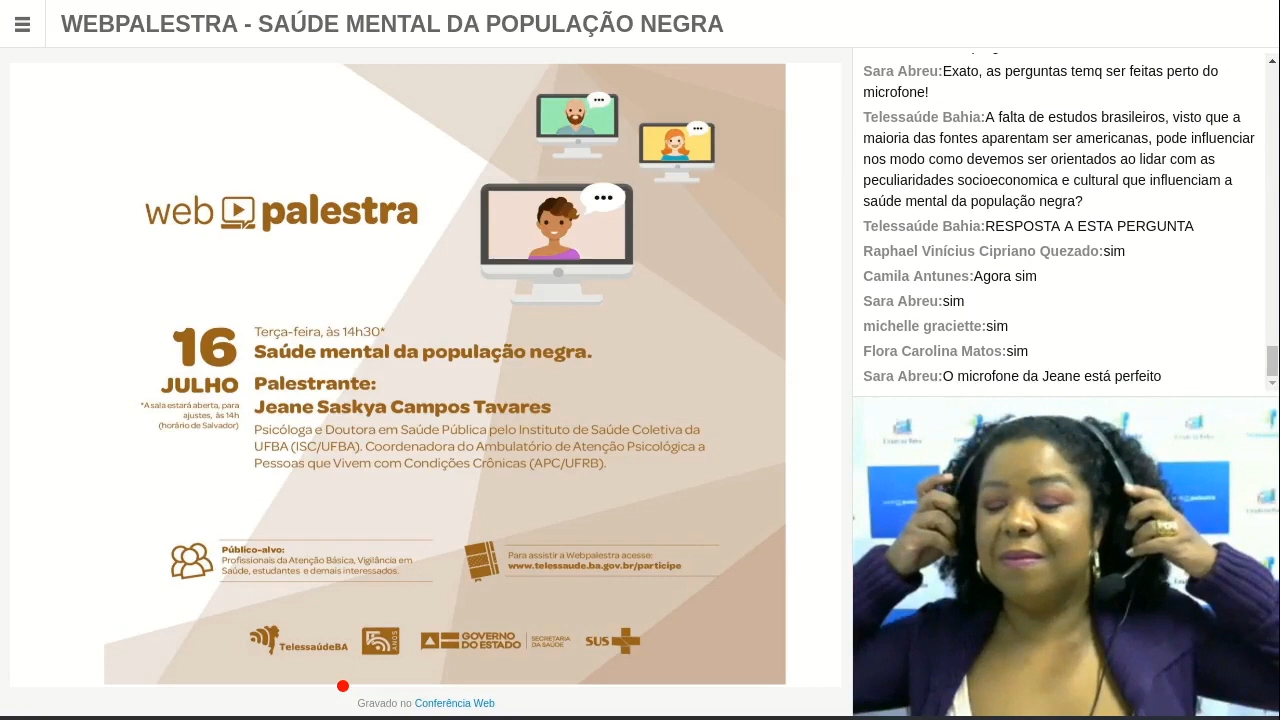 WEBPALESTRA - SAÚDE MENTAL DA POPULAÇÃO NEGRA
web palestra
16
JULHO
*A sala estará aberta, para
ajustes, às 14h
(horário de Salvador)
Terça-feira, às 14h30*
Saúde mental da população negra.
Palestrante:
Jeane Saskya Campos Tavares
Psicóloga e Doutora em Saúde Pública pelo Instituto de Saúde Coletiva da
UFBA (ISC/UFBA). Coordenadora do Ambulatório de Atenção Psicológica a
Pessoas que Vivem com Condições Crônicas (APC/UFRB).
Público-alvo:
Profissionais da Atenção Básica, Vigilância em
Saúde, estudantes e demais interessados.
Para assistir a Webpalestra acesse:
www.telessaude.ba.gov.br/participe
TelessaúdeBA
ANOS
GOVERNO
DO ESTADO
SECRETARIA
DA SAÚDE
SUS
Gravado no Conferência Web
Sara Abreu:Exato, as perguntas temq ser feitas perto do
microfone!
Telessaúde Bahia:A falta de estudos brasileiros, visto que a
maioria das fontes aparentam ser americanas, pode influenciar
nos modo como devemos ser orientados ao lidar com as
peculiaridades socioeconomica e cultural que influenciam a
saúde mental da população negra?
Telessaúde Bahia:RESPOSTA A ESTA PERGUNTA
Raphael Vinícius Cipriano Quezado:sim
Camila Antunes:Agora sim
Sara Abreu:sim
michelle graciette:sim
Flora Carolina Matos:sim
Sara Abreu:O microfone da Jeane está perfeito